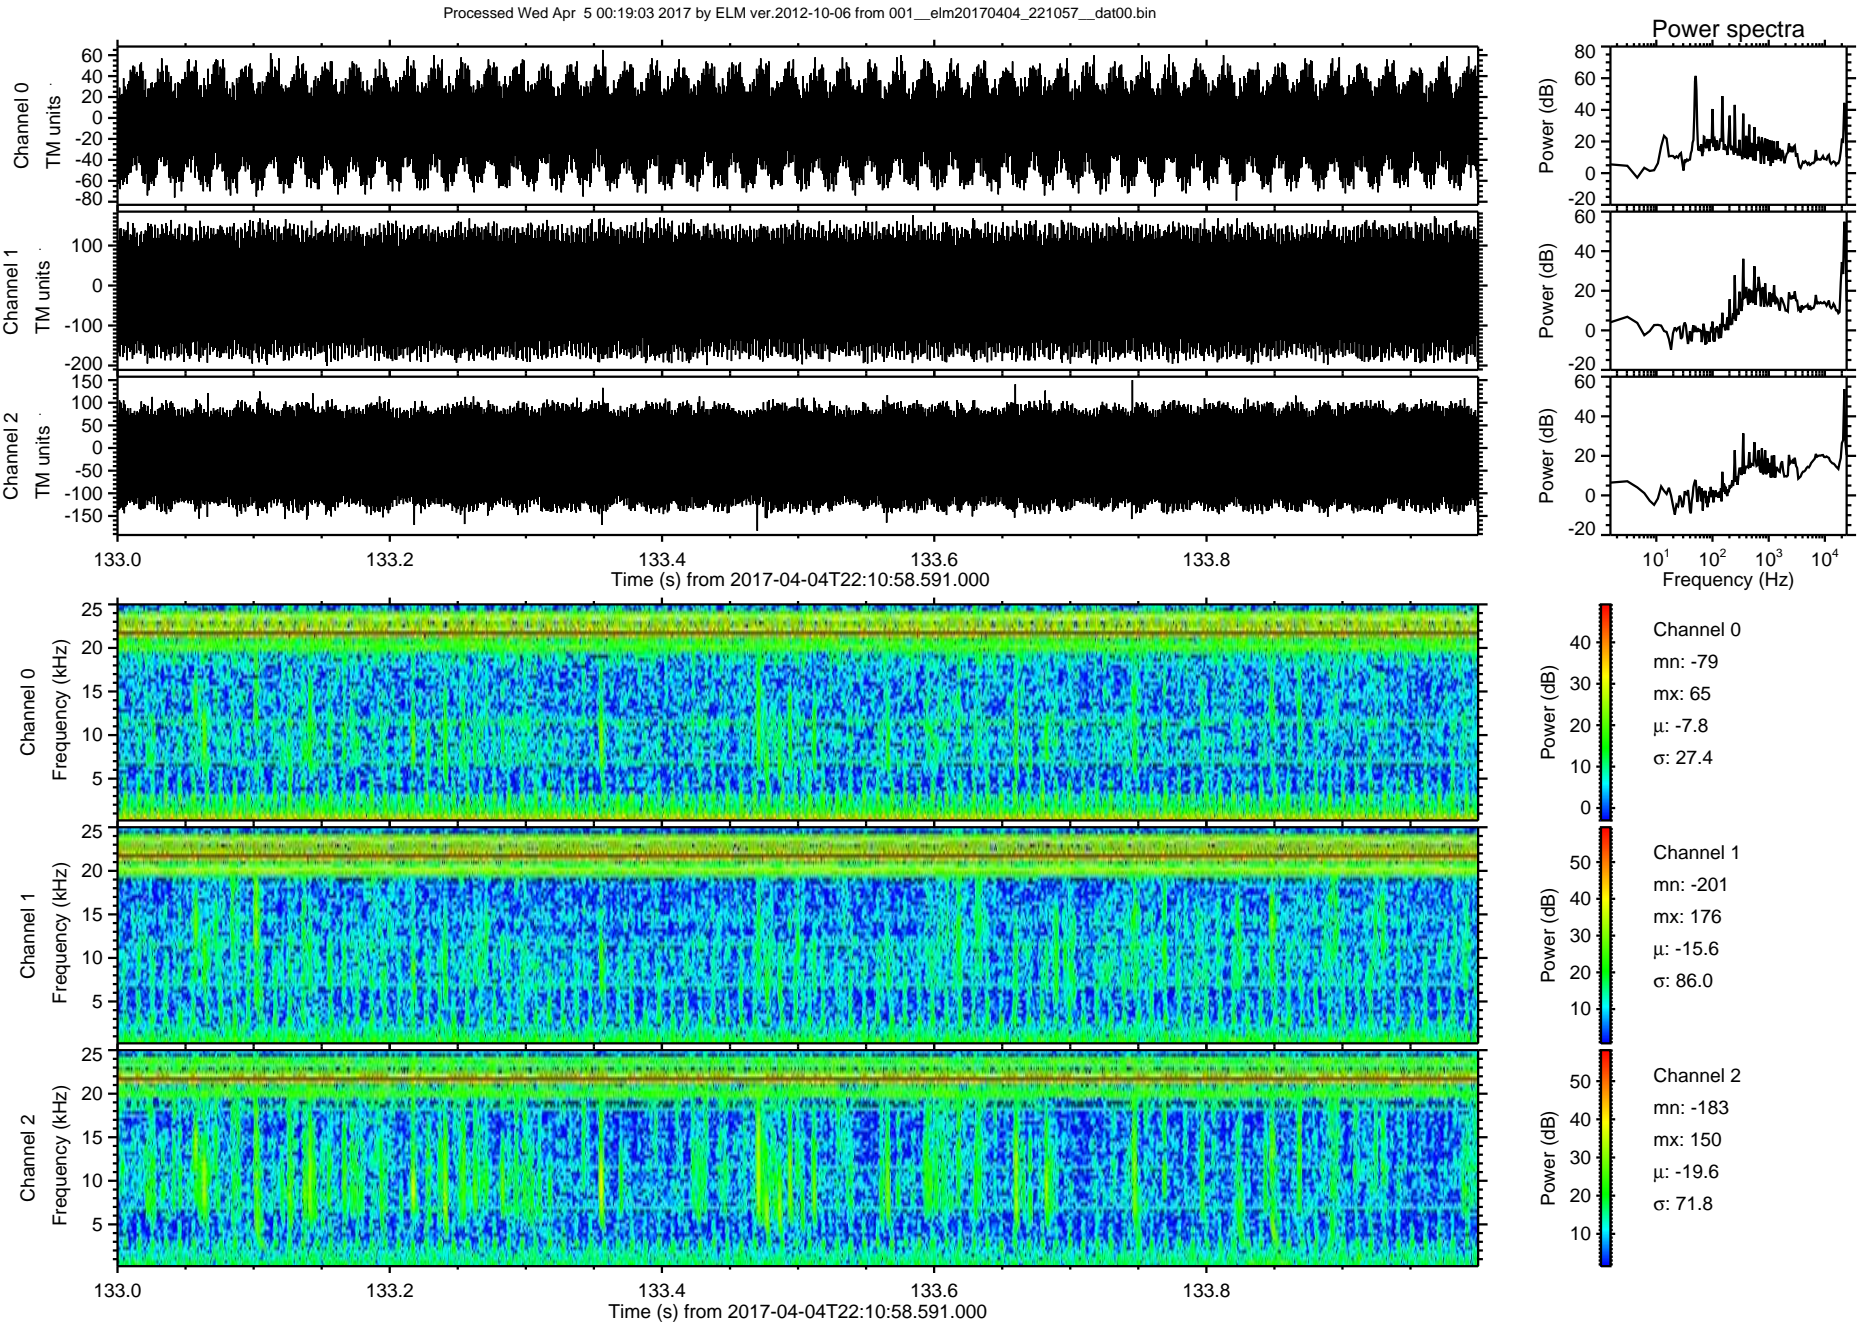 Processed Wed Apr  5 00:19:03 2017 by ELM ver.2012-10-06 from 001__elm20170404_221057__dat00.bin
Power spectra
Channel 0
TM units
60
40
20
0
-20
-40
-60
-80
Power (dB)
80
60
40
20
0
-20
Channel 1
TM units
100
0
-100
-200
Power (dB)
60
40
20
0
-20
Channel 2
TM units
150
100
50
0
-50
-100
-150
Power (dB)
60
40
20
0
-20
133.0 133.2 133.4 133.6 133.8
Time (s) from 2017-04-04T22:10:58.591.000
10^1 10^2 10^3 10^4
Frequency (Hz)
Channel 0
Frequency (kHz)
25
20
15
10
5
Power (dB)
40
30
20
10
0
Channel 0
mn: -79
mx: 65
μ: -7.8
σ: 27.4
Channel 1
Frequency (kHz)
25
20
15
10
5
Power (dB)
50
40
30
20
10
Channel 1
mn: -201
mx: 176
μ: -15.6
σ: 86.0
Channel 2
Frequency (kHz)
25
20
15
10
5
Power (dB)
50
40
30
20
10
Channel 2
mn: -183
mx: 150
μ: -19.6
σ: 71.8
133.0 133.2 133.4 133.6 133.8
Time (s) from 2017-04-04T22:10:58.591.000